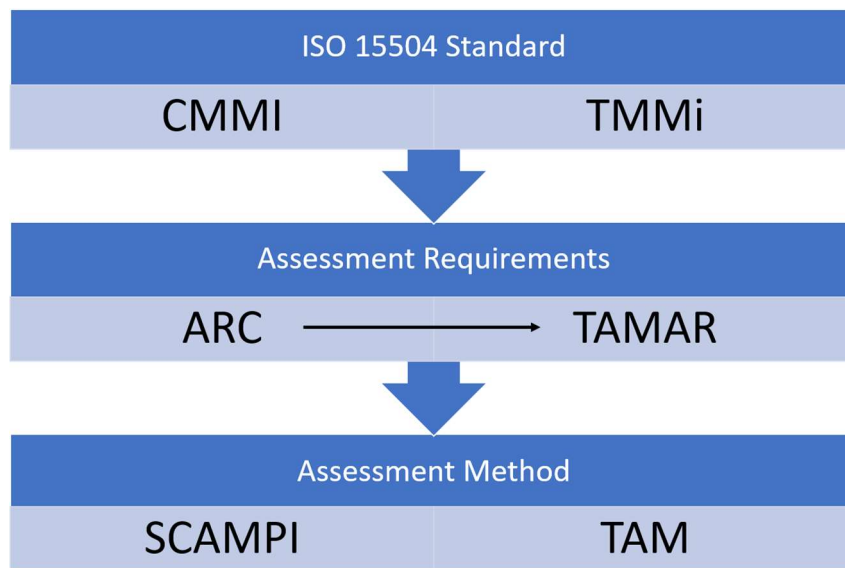 ISO 15504 Standard
CMMI TMMi
Assessment Requirements
ARC TAMAR
Assessment Method
SCAMPI TAM